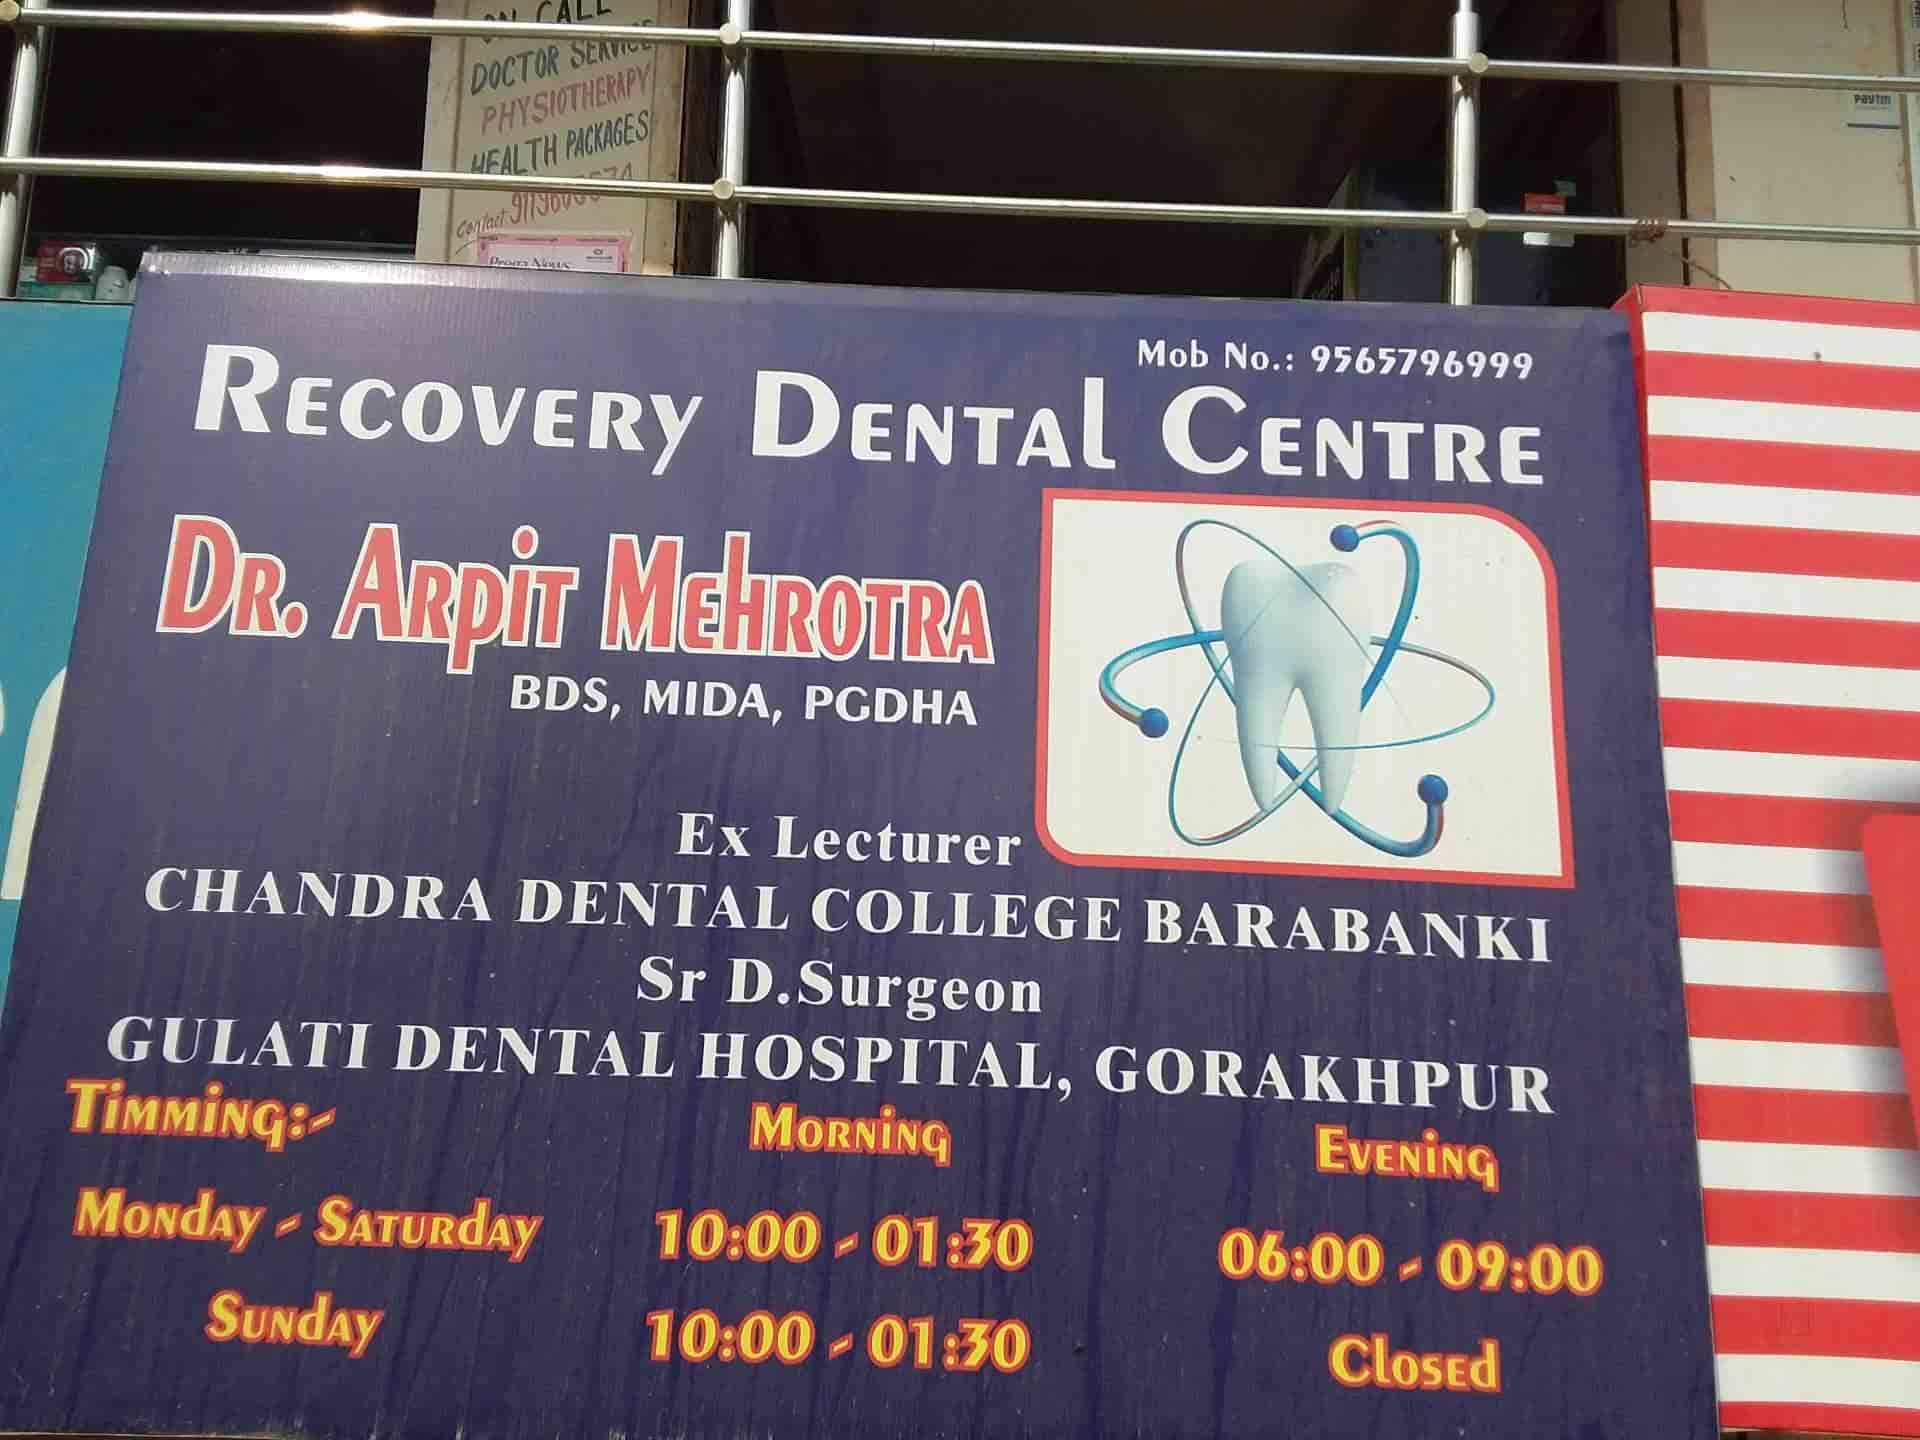 ON CALL
DOCTOR SERVICE
PHYSIOTHERAPY
HEALTH PACKAGES
Contact
Paytm
Mob No.: 9565796999
Recovery Dental Centre
Dr. Arpit Mehrotra
BDS, MIDA, PGDHA
Ex Lecturer
CHANDRA DENTAL COLLEGE BARABANKI
Sr D.Surgeon
GULATI DENTAL HOSPITAL, GORAKHPUR
Timming:- Morning Evening
Monday - Saturday 10:00 - 01:30 06:00 - 09:00
Sunday 10:00 - 01:30 Closed